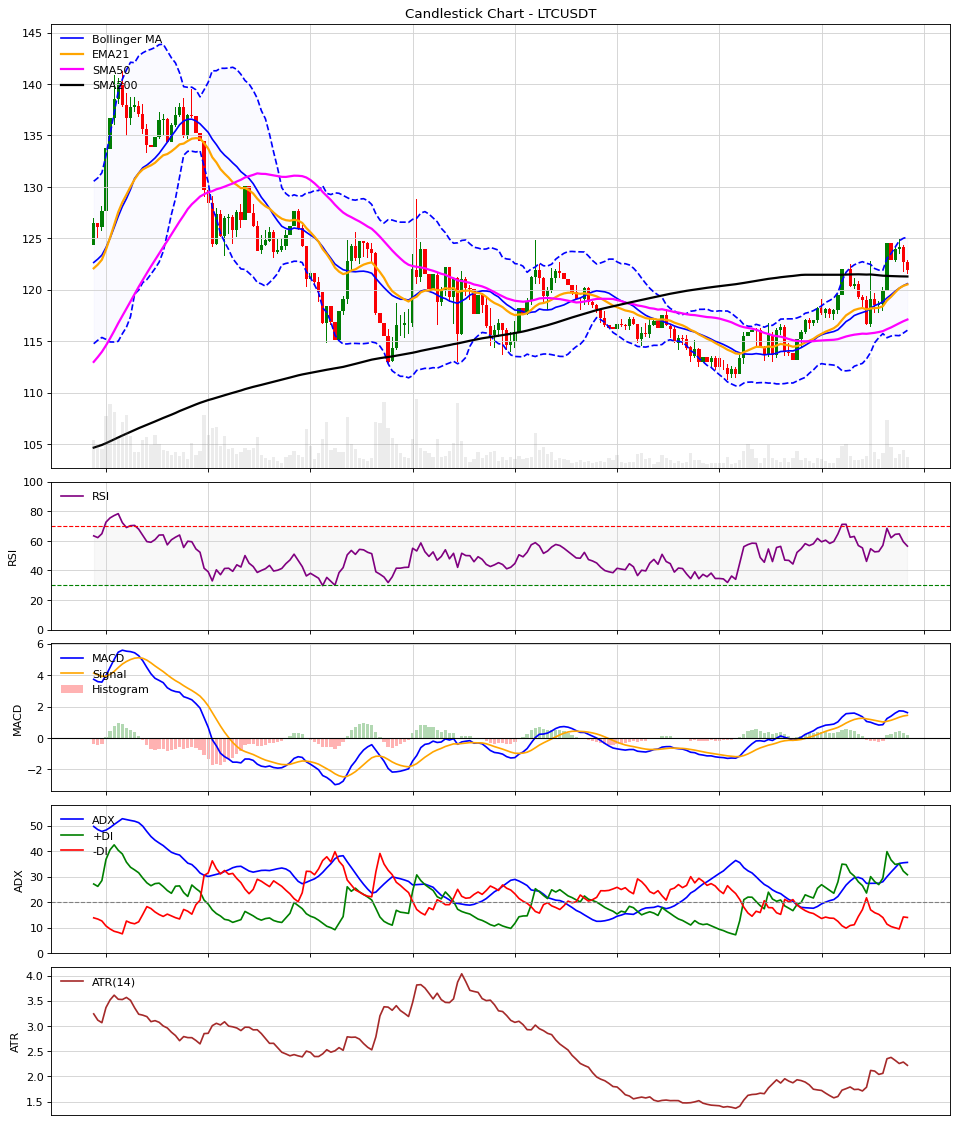 Candlestick Chart - LTCUSDT
Bollinger MA
EMA21
SMA50
SMA200
145
140
135
130
125
120
115
110
105
RSI
100
80
60
40
20
0
RSI
MACD
Signal
Histogram
6
4
2
0
−2
MACD
ADX
+DI
-DI
50
40
30
20
10
0
ADX
ATR(14)
4.0
3.5
3.0
2.5
2.0
1.5
ATR